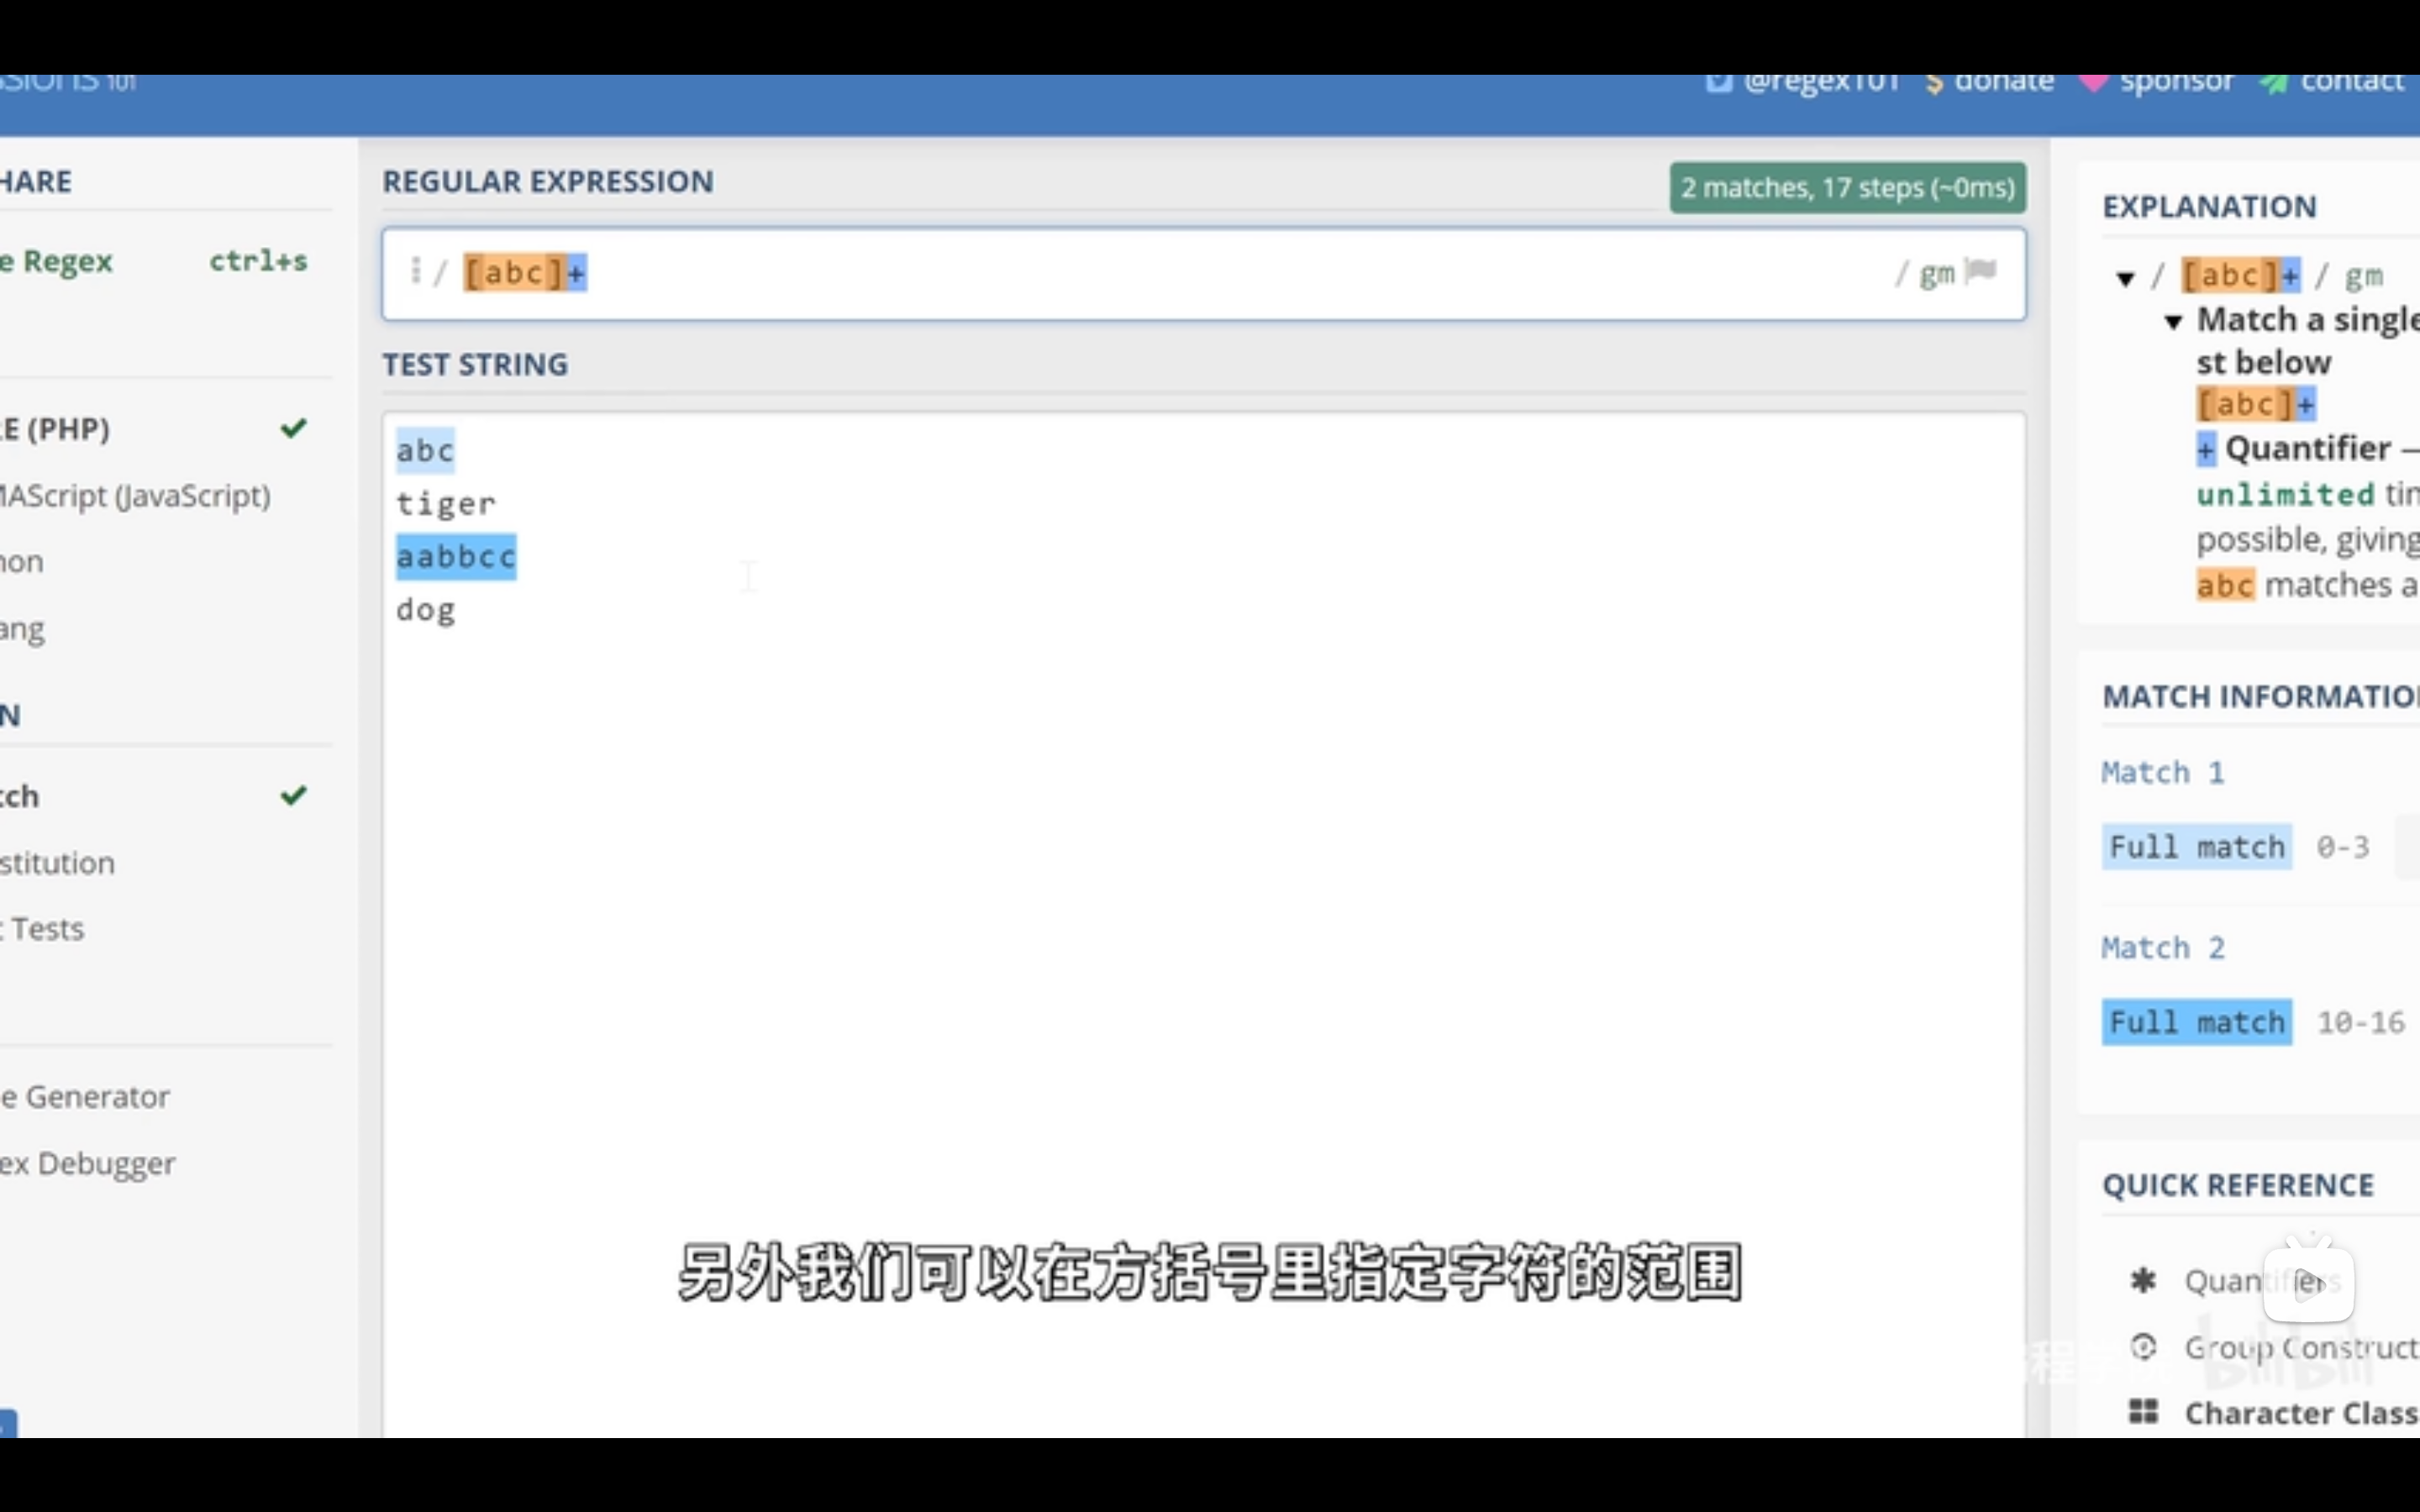 101
@regex101 $ donate sponsor contact
HARE
e Regex ctrl+s
E (PHP)
MAScript (JavaScript)
non
ang
N
tch
stitution
t Tests
e Generator
ex Debugger
REGULAR EXPRESSION
2 matches, 17 steps (~0ms)
/ [abc]+ / gm
TEST STRING
abc
tiger
aabbcc
dog
EXPLANATION
/ [abc]+ / gm
Match a single
st below
[abc]+
+ Quantifier —
unlimited tin
possible, giving
abc matches a
MATCH INFORMATIO
Match 1
Full match 0-3
Match 2
Full match 10-16
QUICK REFERENCE
Quantifiers
Group Construct
Character Class
另外我们可以在方括号里指定字符的范围
bilibili